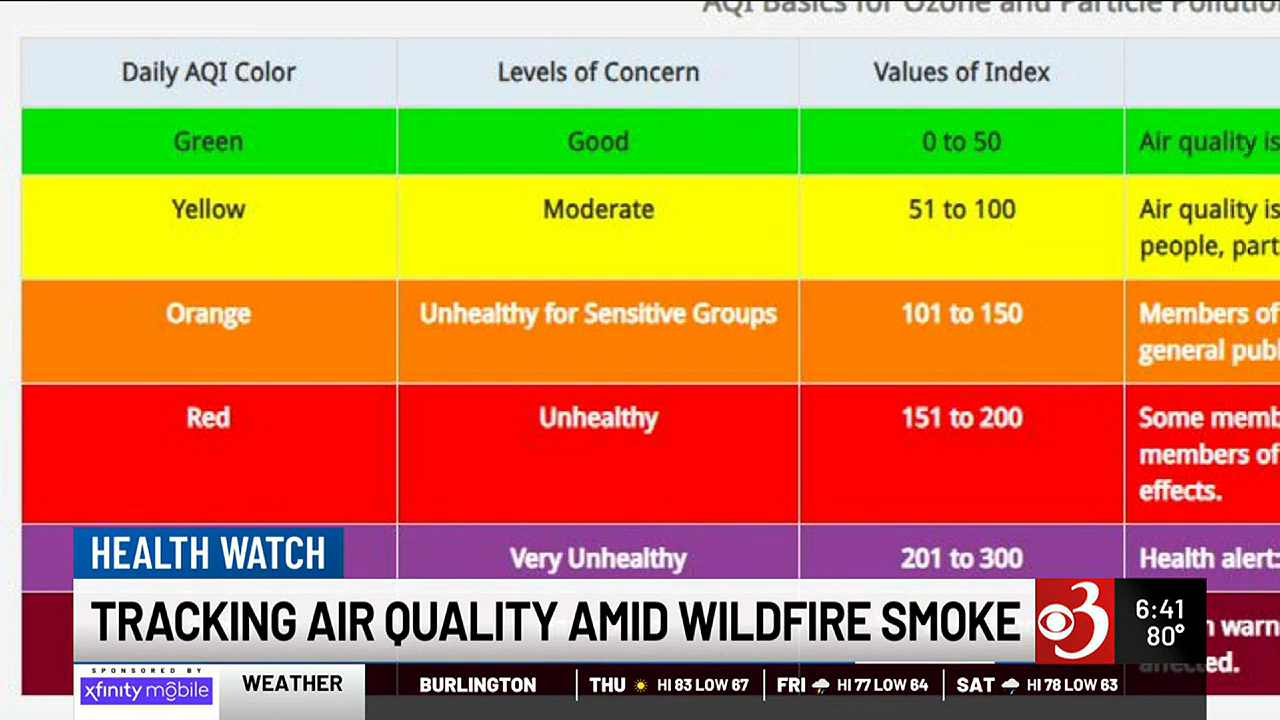 AQI Basics for Ozone and Particle Pollution
Daily AQI Color
Levels of Concern
Values of Index
Green
Good
0 to 50
Air quality is
Yellow
Moderate
51 to 100
Air quality is
people, part
Orange
Unhealthy for Sensitive Groups
101 to 150
Members of
general publ
Red
Unhealthy
151 to 200
Some memb
members of
effects.
Very Unhealthy
201 to 300
Health alert:
warn
affected.
HEALTH WATCH
TRACKING AIR QUALITY AMID WILDFIRE SMOKE
3
6:41
80°
SPONSORED BY
xfinity mobile
WEATHER
BURLINGTON
THU HI 83 LOW 67
FRI HI 77 LOW 64
SAT HI 78 LOW 63